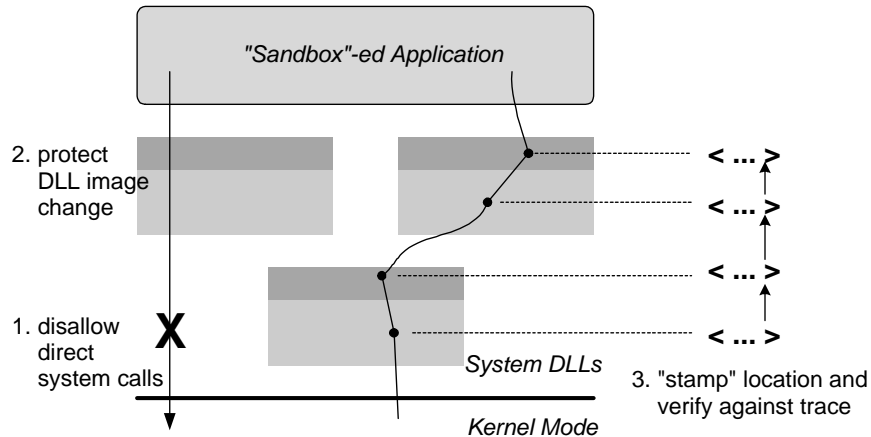 "Sandbox"-ed Application
2. protect
DLL image
change
< ... >
< ... >
< ... >
1. disallow
direct
system calls
X
< ... >
System DLLs
3. "stamp" location and
verify against trace
Kernel Mode